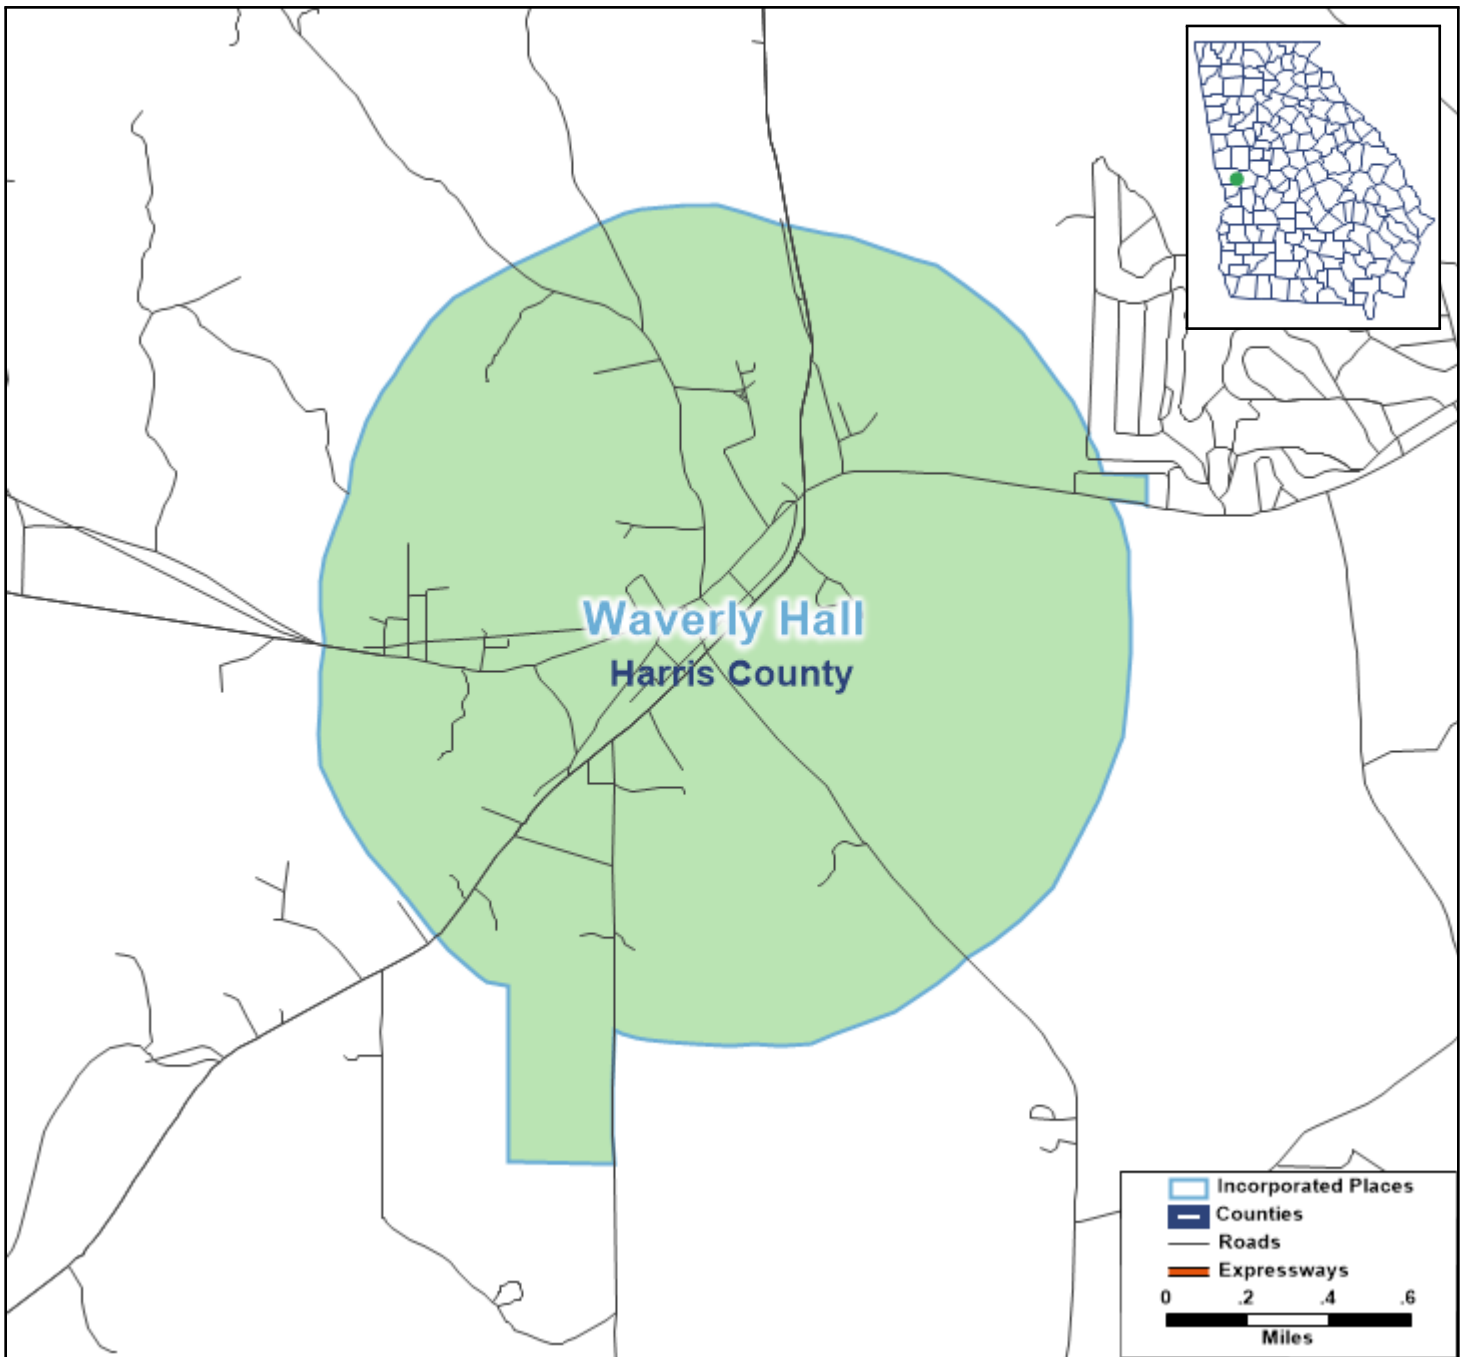 Waverly Hall
Harris County
Incorporated Places
Counties
Roads
Expressways
0 .2 .4 .6
Miles